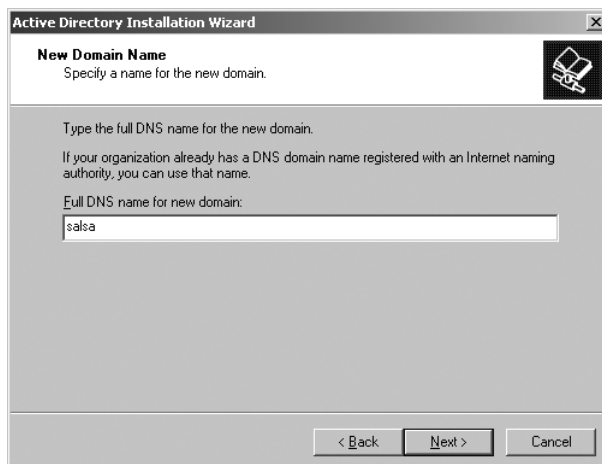 Active Directory Installation Wizard
New Domain Name
Specify a name for the new domain.
Type the full DNS name for the new domain.
If your organization already has a DNS domain name registered with an Internet naming
authority, you can use that name.
Full DNS name for new domain:
salsa
< Back
Next >
Cancel